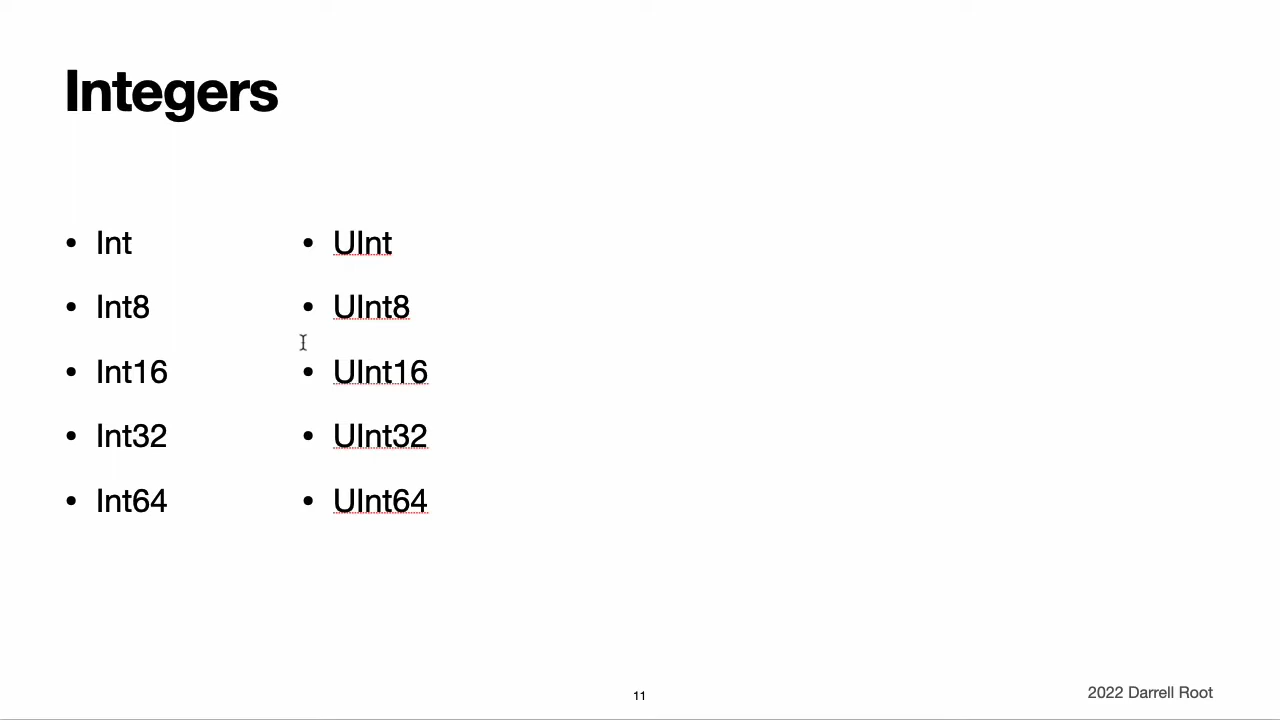 Integers
• Int
• Int8
• Int16
• Int32
• Int64
• UInt
• UInt8
• UInt16
• UInt32
• UInt64
11
2022 Darrell Root